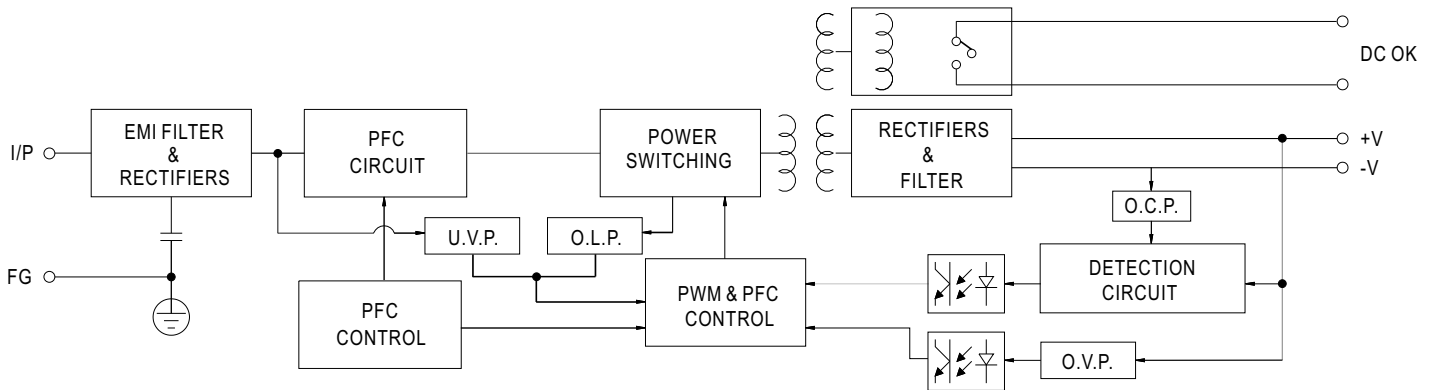 DC OK
I/P
EMI FILTER
&
RECTIFIERS
PFC
CIRCUIT
POWER
SWITCHING
RECTIFIERS
&
FILTER
+V
-V
O.C.P.
U.V.P.
O.L.P.
FG
PFC
CONTROL
PWM & PFC
CONTROL
DETECTION
CIRCUIT
O.V.P.